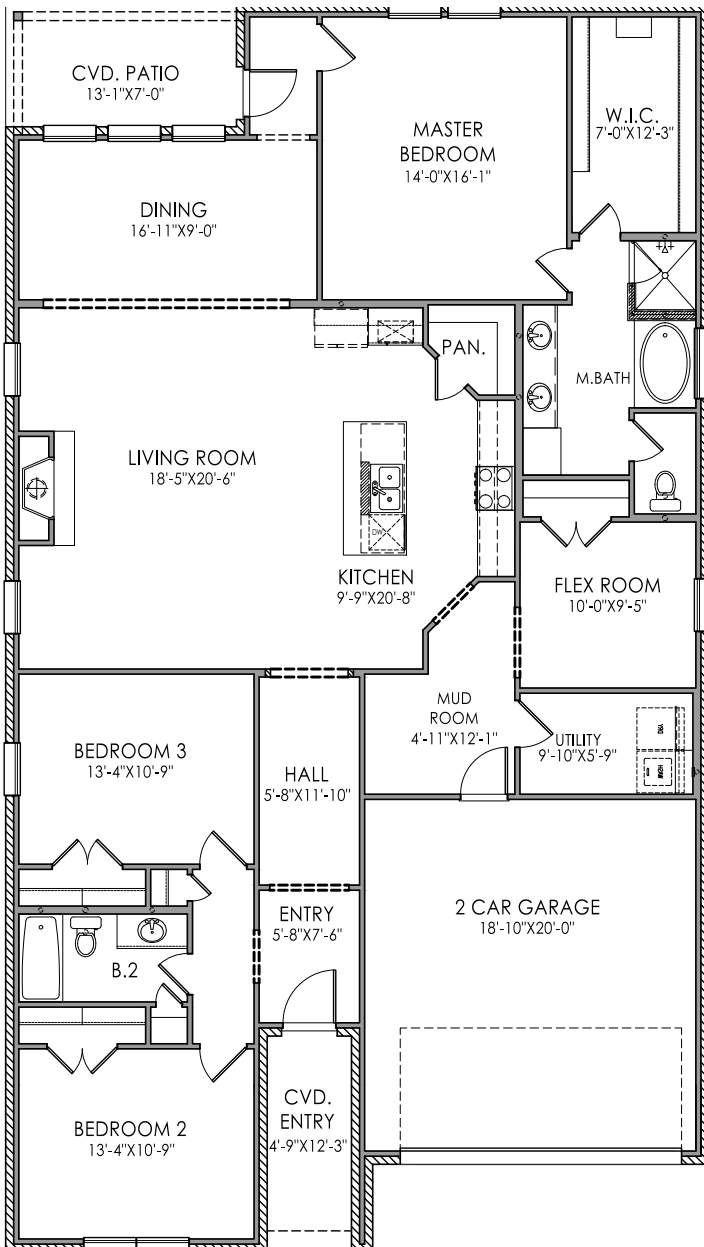 CVD. PATIO
13'-1"X7'-0"
MASTER
BEDROOM
14'-0"X16'-1"
W.I.C.
7'-0"X12'-3"
DINING
16'-11"X9'-0"
PAN.
M.BATH
LIVING ROOM
18'-5"X20'-6"
DW
KITCHEN
9'-9"X20'-8"
FLEX ROOM
10'-0"X9'-5"
MUD
ROOM
4'-11"X12'-1"
UTILITY
9'-10"X5'-9"
BEDROOM 3
13'-4"X10'-9"
HALL
5'-8"X11'-10"
ENTRY
5'-8"X7'-6"
2 CAR GARAGE
18'-10"X20'-0"
B.2
CVD.
ENTRY
4'-9"X12'-3"
BEDROOM 2
13'-4"X10'-9"